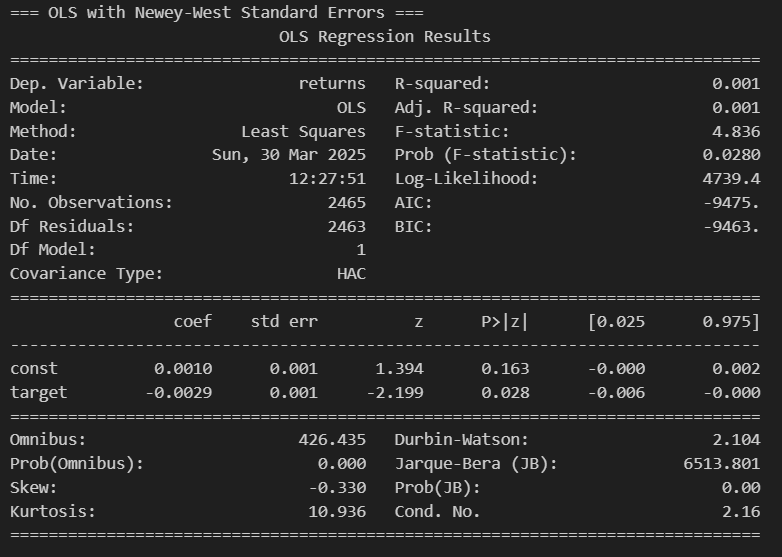 === OLS with Newey-West Standard Errors ===
                            OLS Regression Results
==============================================================================
Dep. Variable:                returns   R-squared:                       0.001
Model:                            OLS   Adj. R-squared:                  0.001
Method:                 Least Squares   F-statistic:                     4.836
Date:                Sun, 30 Mar 2025   Prob (F-statistic):             0.0280
Time:                        12:27:51   Log-Likelihood:                 4739.4
No. Observations:                2465   AIC:                            -9475.
Df Residuals:                    2463   BIC:                            -9463.
Df Model:                           1
Covariance Type:                  HAC
==============================================================================
                 coef    std err          z      P>|z|      [0.025      0.975]
------------------------------------------------------------------------------
const          0.0010      0.001      1.394      0.163      -0.000       0.002
target        -0.0029      0.001     -2.199      0.028      -0.006      -0.000
==============================================================================
Omnibus:                      426.435   Durbin-Watson:                   2.104
Prob(Omnibus):                  0.000   Jarque-Bera (JB):             6513.801
Skew:                          -0.330   Prob(JB):                         0.00
Kurtosis:                      10.936   Cond. No.                         2.16
==============================================================================